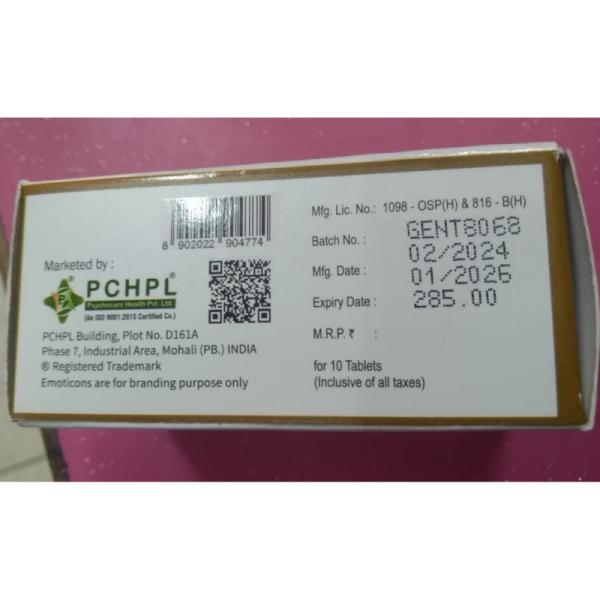 8 902022 904774
Marketed by :
PCHPL®
Psychocare Health Pvt. Ltd.
(An ISO 9001:2015 Certified Co.)
PCHPL Building, Plot No. D161A
Phase 7, Industrial Area, Mohali (PB.) INDIA
® Registered Trademark
Emoticons are for branding purpose only
Mfg. Lic. No.: 1098 - OSP(H) & 816 - B(H)
Batch No. : GENT8068
Mfg. Date : 02/2024
Expiry Date : 01/2026
M.R.P. ₹ : 285.00
for 10 Tablets
(Inclusive of all taxes)